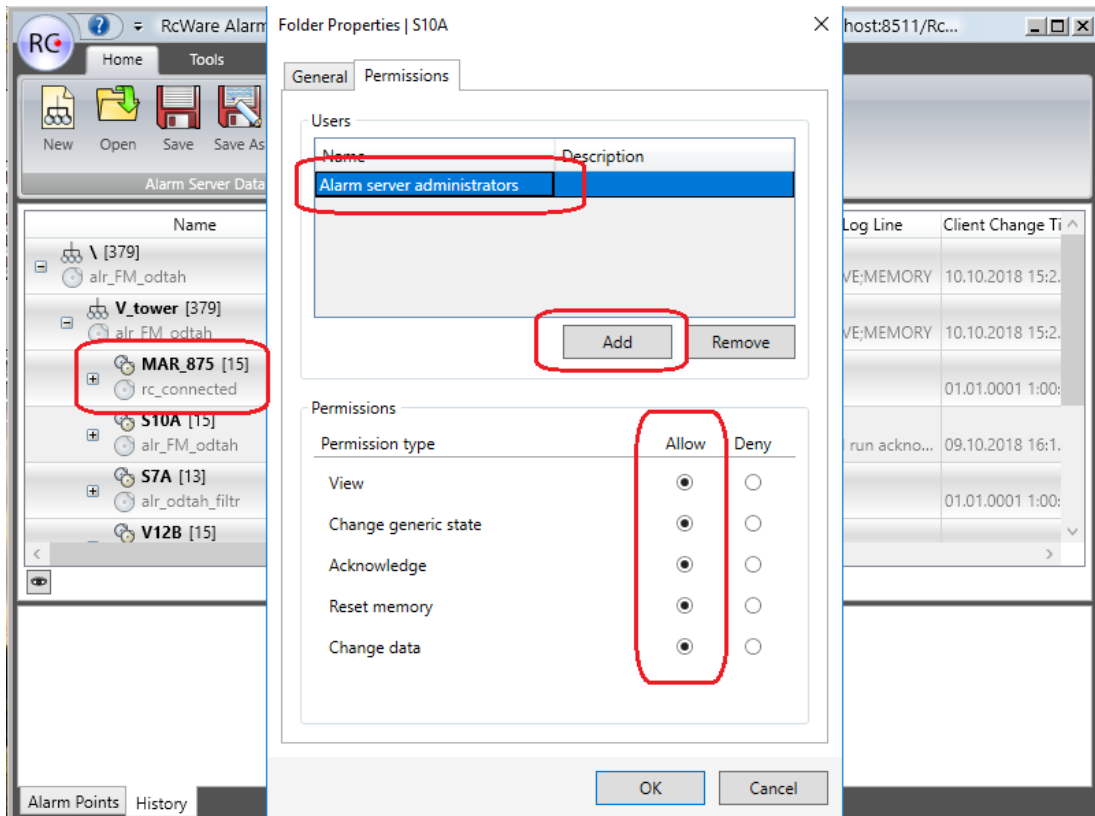 RC
RcWare Alarm
host:8511/Rc...
Home
Tools
New
Open
Save
Save As
Alarm Server Data
Name
\ [379]
alr_FM_odtah
V_tower [379]
alr_FM_odtah
MAR_875 [15]
rc_connected
S10A [15]
alr_FM_odtah
S7A [13]
alr_odtah_filtr
V12B [15]
Alarm Points
History
Folder Properties | S10A
General
Permissions
Users
Name
Description
Alarm server administrators
Add
Remove
Permissions
Permission type
Allow
Deny
View
Change generic state
Acknowledge
Reset memory
Change data
OK
Cancel
Log Line
Client Change Ti
VE;MEMORY
10.10.2018 15:2.
VE;MEMORY
10.10.2018 15:2.
01.01.0001 1:00:
run ackno...
09.10.2018 16:1.
01.01.0001 1:00: